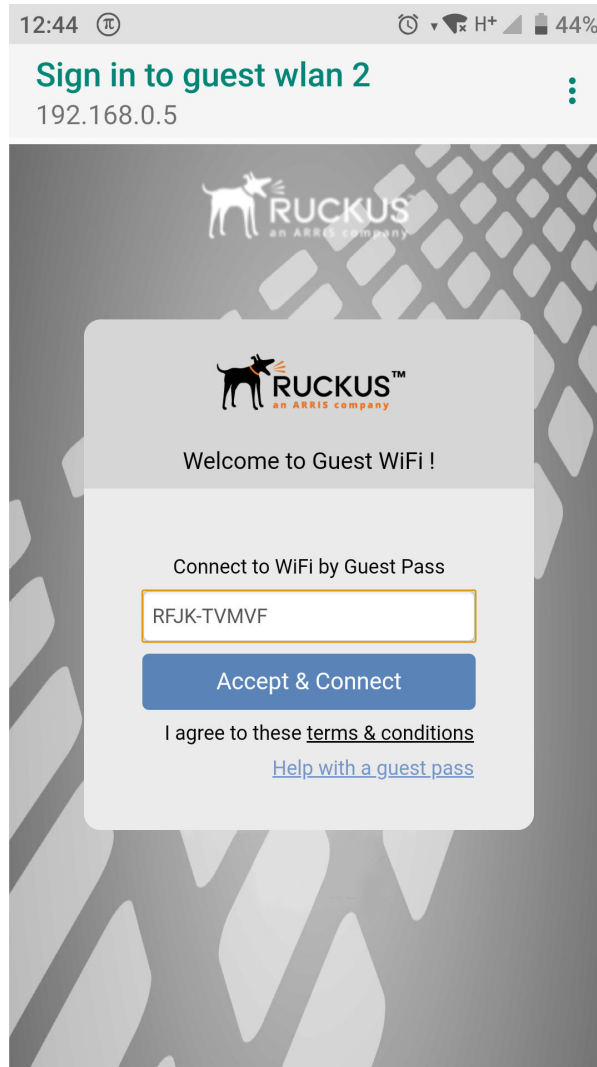 12:44 π H+ 44%
Sign in to guest wlan 2
192.168.0.5
RUCKUS
an ARRIS company
RUCKUS™
an ARRIS company
Welcome to Guest WiFi !
Connect to WiFi by Guest Pass
RFJK-TVMVF
Accept & Connect
I agree to these terms & conditions
Help with a guest pass